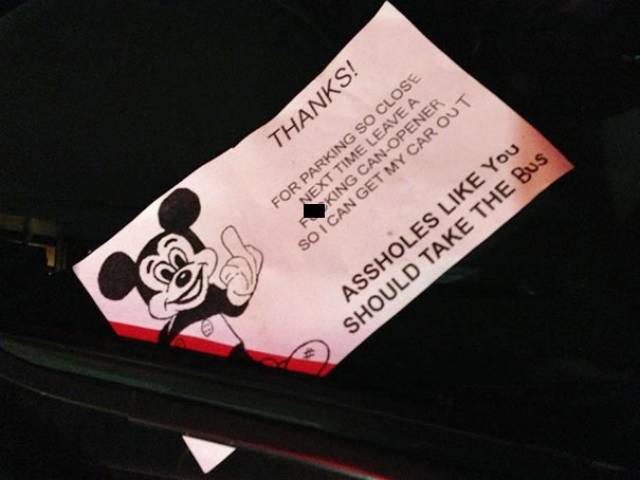 THANKS!
FOR PARKING SO CLOSE
NEXT TIME LEAVE A
F KING CAN-OPENER
SO I CAN GET MY CAR OUT
ASSHOLES LIKE YOU
SHOULD TAKE THE BUS